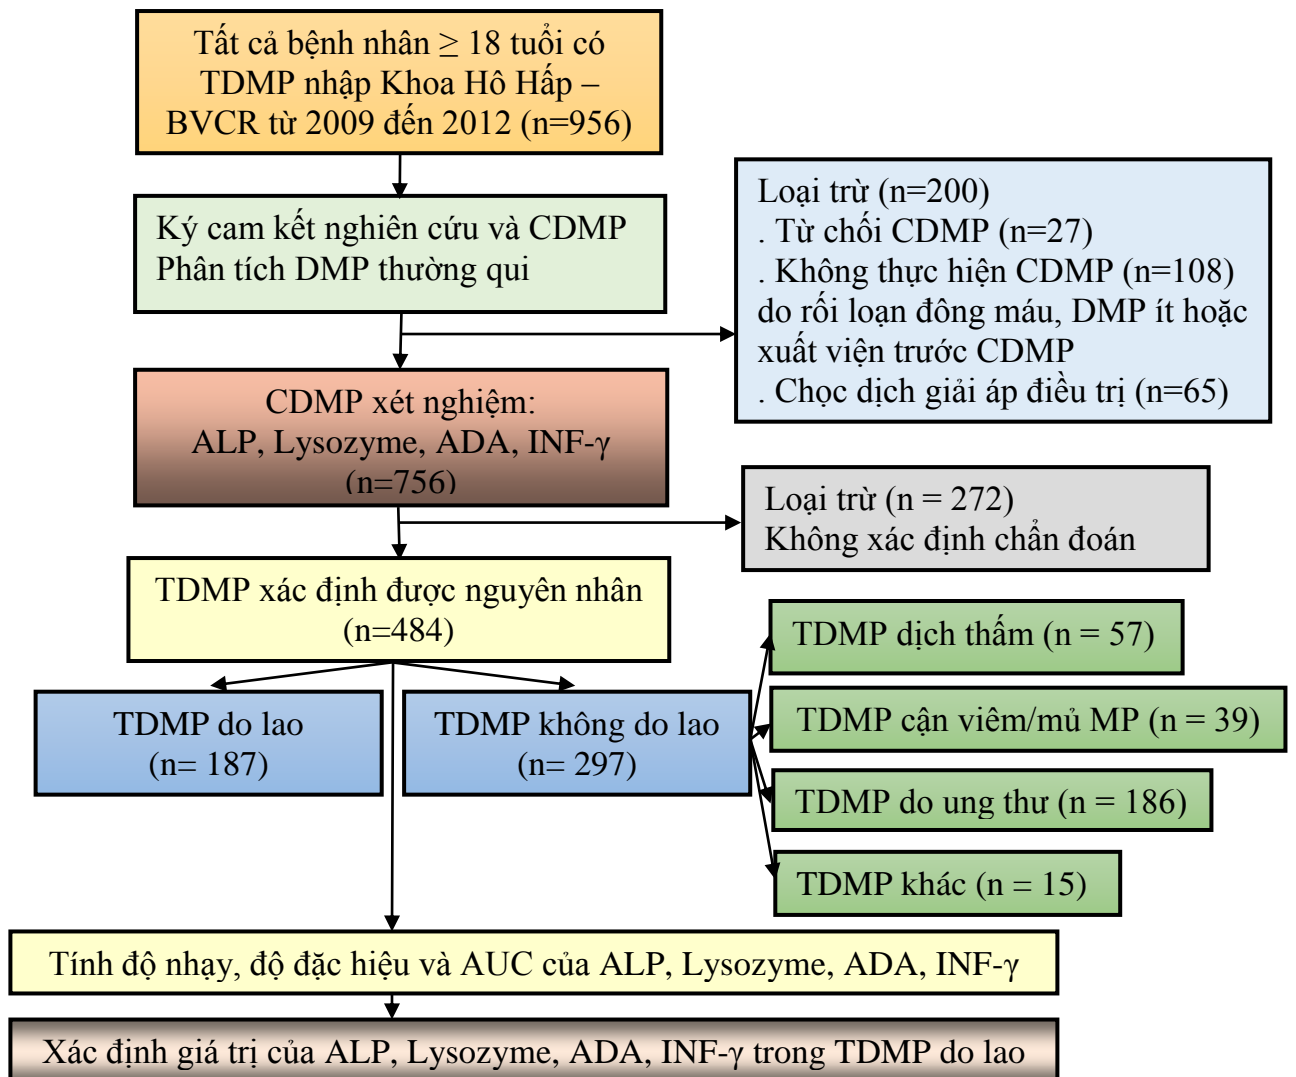 Tất cả bệnh nhân ≥ 18 tuổi có
TDMP nhập Khoa Hô Hấp –
BVCR từ 2009 đến 2012 (n=956)
Ký cam kết nghiên cứu và CDMP
Phân tích DMP thường qui
Loại trừ (n=200)
. Từ chối CDMP (n=27)
. Không thực hiện CDMP (n=108)
do rối loạn đông máu, DMP ít hoặc
xuất viện trước CDMP
. Chọc dịch giải áp điều trị (n=65)
CDMP xét nghiệm:
ALP, Lysozyme, ADA, INF-γ
(n=756)
Loại trừ (n = 272)
Không xác định chẩn đoán
TDMP xác định được nguyên nhân
(n=484)
TDMP do lao
(n= 187)
TDMP không do lao
(n= 297)
TDMP dịch thấm (n = 57)
TDMP cận viêm/mủ MP (n = 39)
TDMP do ung thư (n = 186)
TDMP khác (n = 15)
Tính độ nhạy, độ đặc hiệu và AUC của ALP, Lysozyme, ADA, INF-γ
Xác định giá trị của ALP, Lysozyme, ADA, INF-γ trong TDMP do lao